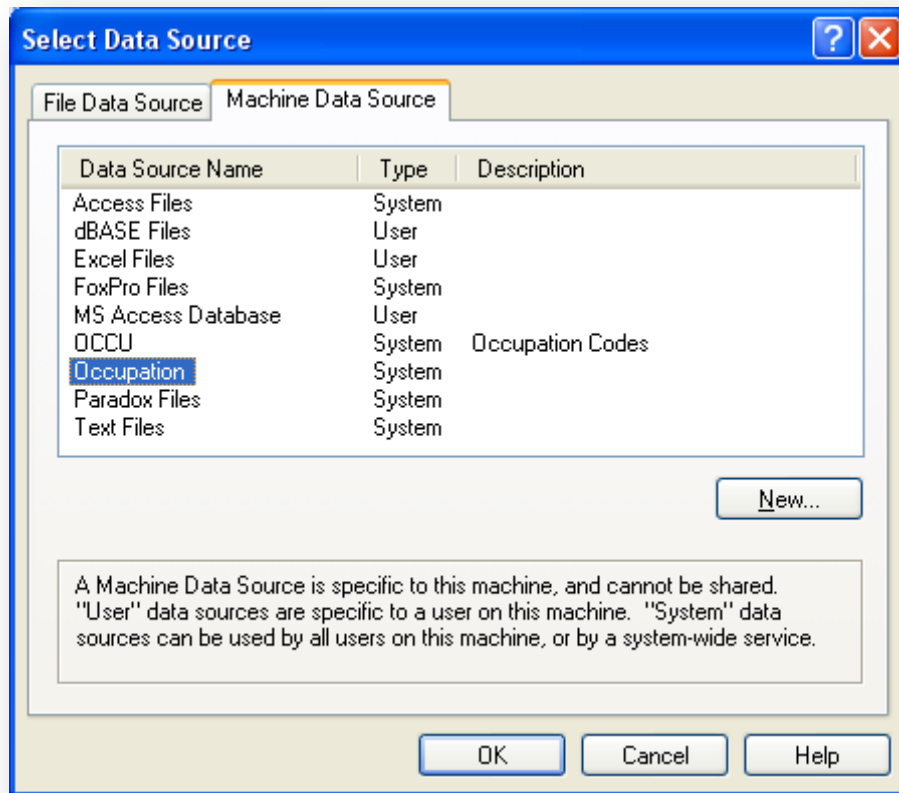 Select Data Source
File Data Source Machine Data Source
Data Source Name Type Description
Access Files System
dBASE Files User
Excel Files User
FoxPro Files System
MS Access Database User
OCCU System Occupation Codes
Occupation System
Paradox Files System
Text Files System
New...
A Machine Data Source is specific to this machine, and cannot be shared.
"User" data sources are specific to a user on this machine. "System" data
sources can be used by all users on this machine, or by a system-wide service.
OK Cancel Help